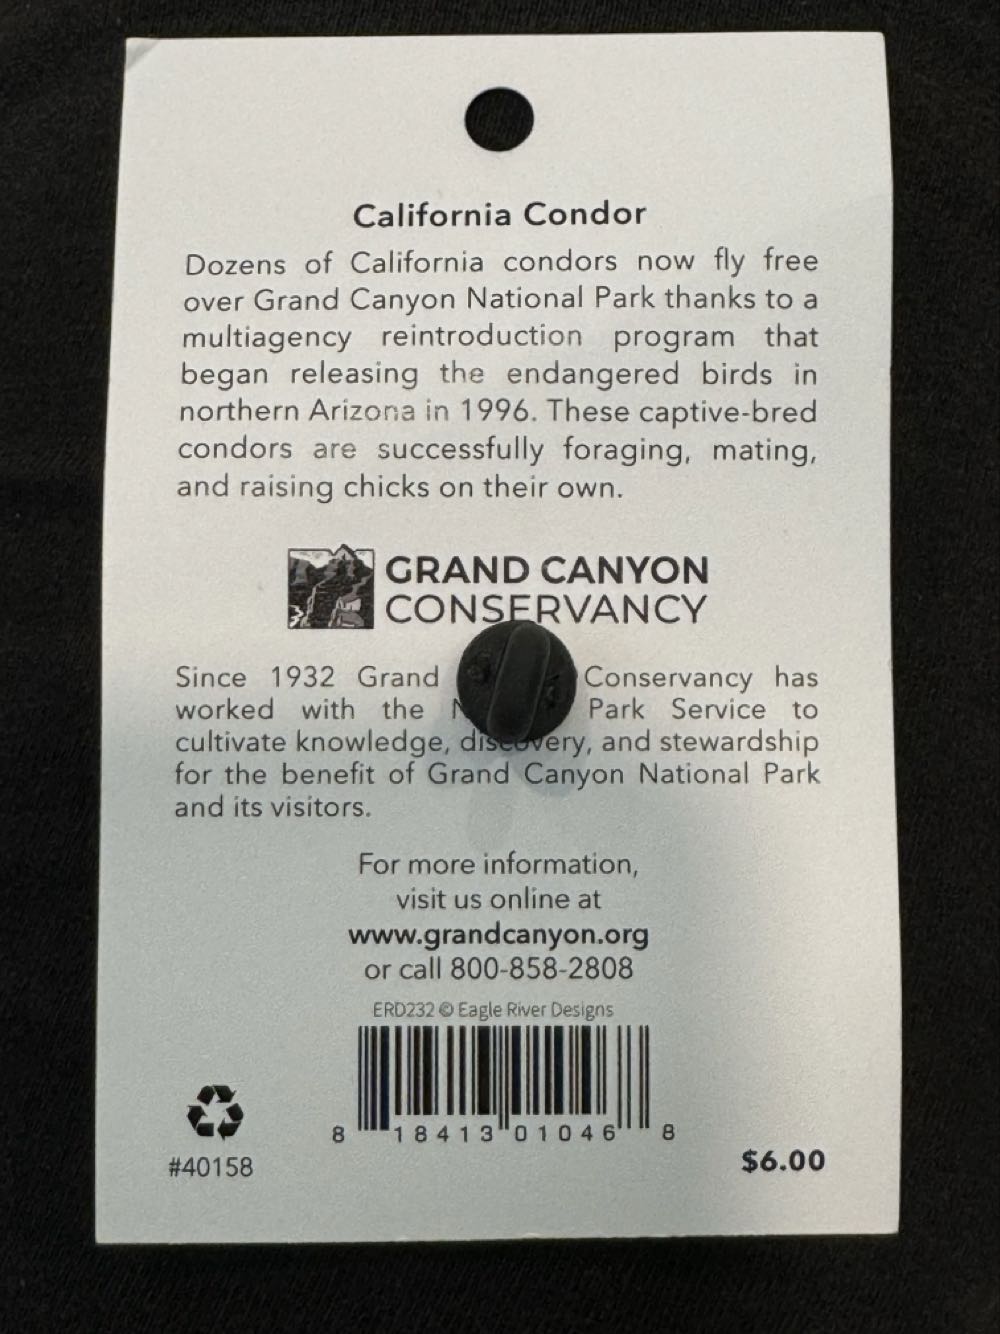 California Condor
Dozens of California condors now fly free
over Grand Canyon National Park thanks to a
multiagency reintroduction program that
began releasing the endangered birds in
northern Arizona in 1996. These captive-bred
condors are successfully foraging, mating,
and raising chicks on their own.
GRAND CANYON
CONSERVANCY
Since 1932 Grand Conservancy has
worked with the Park Service to
cultivate knowledge, discovery, and stewardship
for the benefit of Grand Canyon National Park
and its visitors.
For more information,
visit us online at
www.grandcanyon.org
or call 800-858-2808
ERD232 © Eagle River Designs
8 18413 01046 8
#40158
$6.00